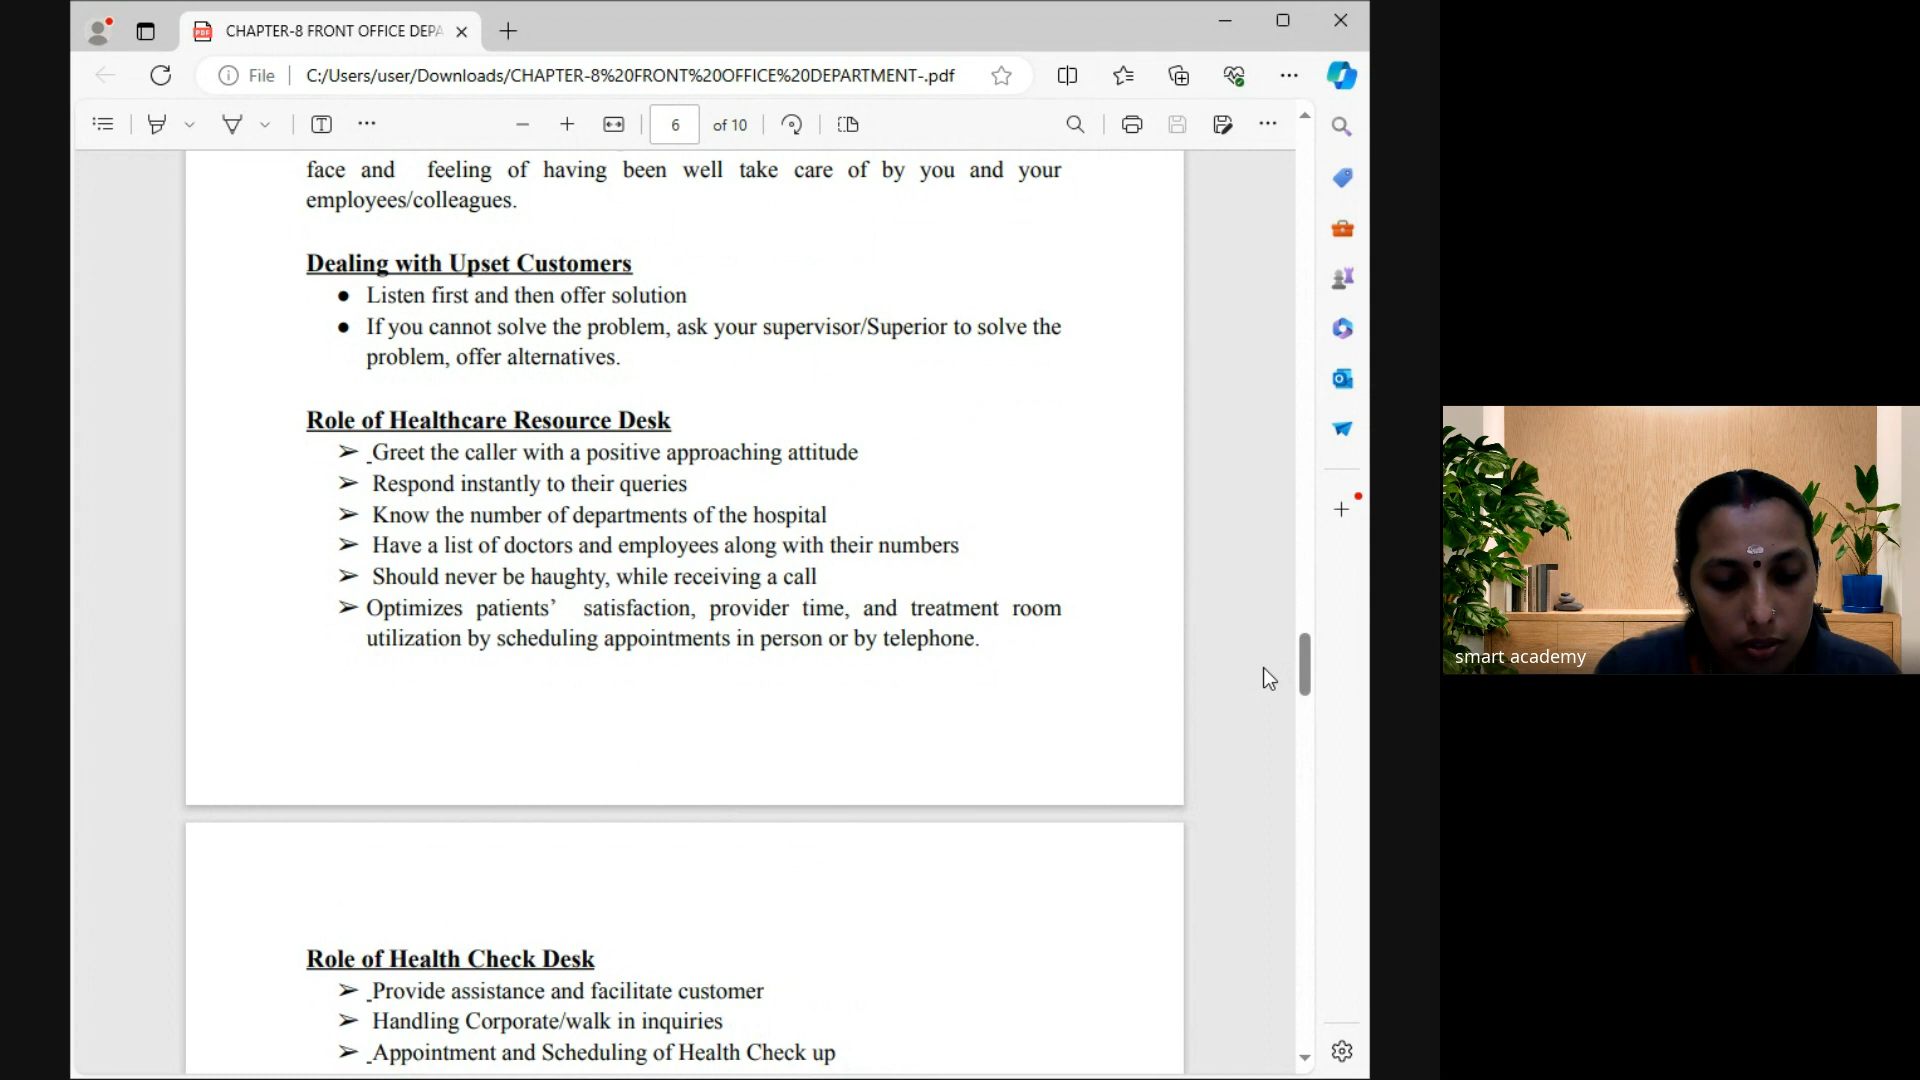 CHAPTER-8 FRONT OFFICE DEPA
File
C:/Users/user/Downloads/CHAPTER-8%20FRONT%20OFFICE%20DEPARTMENT-.pdf
6 of 10
face and feeling of having been well take care of by you and your
employees/colleagues.
Dealing with Upset Customers
● Listen first and then offer solution
● If you cannot solve the problem, ask your supervisor/Superior to solve the
problem, offer alternatives.
Role of Healthcare Resource Desk
➢ Greet the caller with a positive approaching attitude
➢ Respond instantly to their queries
➢ Know the number of departments of the hospital
➢ Have a list of doctors and employees along with their numbers
➢ Should never be haughty, while receiving a call
➢ Optimizes patients’ satisfaction, provider time, and treatment room
utilization by scheduling appointments in person or by telephone.
Role of Health Check Desk
➢ Provide assistance and facilitate customer
➢ Handling Corporate/walk in inquiries
➢ Appointment and Scheduling of Health Check up
smart academy